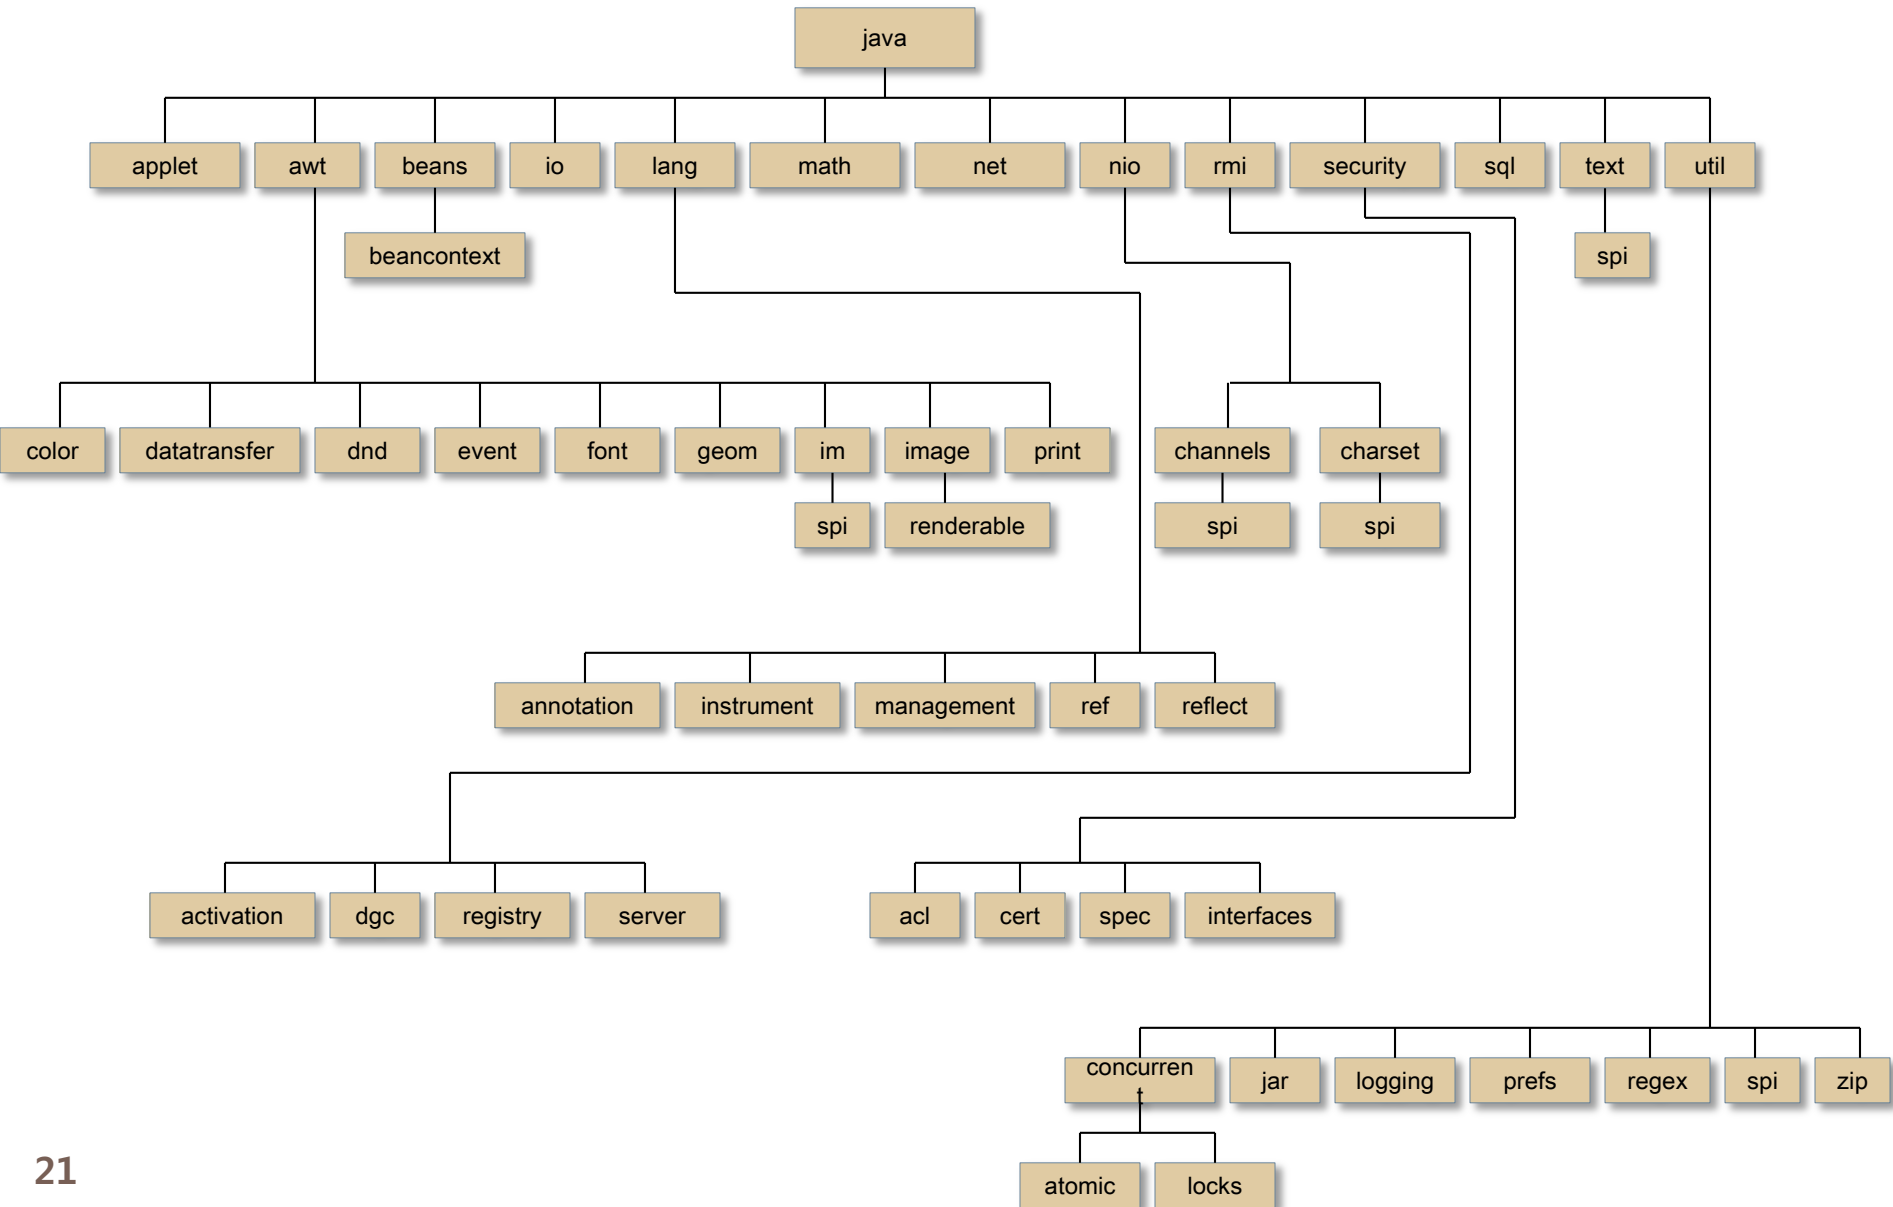 java
applet
awt
beans
io
lang
math
net
nio
rmi
security
sql
text
util
beancontext
spi
color
datatransfer
dnd
event
font
geom
im
image
print
channels
charset
spi
renderable
spi
spi
annotation
instrument
management
ref
reflect
activation
dgc
registry
server
acl
cert
spec
interfaces
concurren
t
jar
logging
prefs
regex
spi
zip
atomic
locks
21